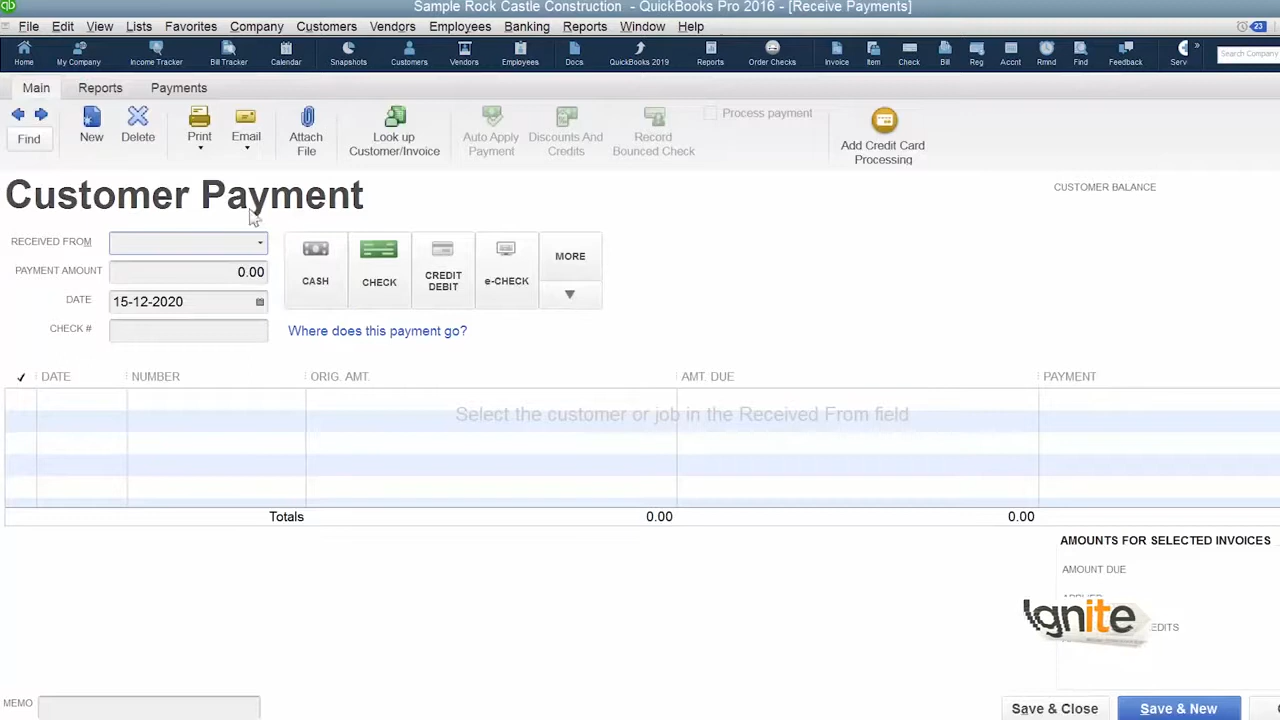 qb Sample Rock Castle Construction - QuickBooks Pro 2016 - [Receive Payments]
File Edit View Lists Favorites Company Customers Vendors Employees Banking Reports Window Help 23
Home My Company Income Tracker Bill Tracker Calendar Snapshots Customers Vendors Employees Docs QuickBooks 2019 Reports Order Checks Invoice Item Check Bill Reg Accnt Rmnd Find Feedback Serv » Search Company
Main Reports Payments
Find New Delete Print Email Attach File Look up Customer/Invoice Auto Apply Payment Discounts And Credits Record Bounced Check Process payment Add Credit Card Processing
Customer Payment
CUSTOMER BALANCE
RECEIVED FROM
PAYMENT AMOUNT 0.00
DATE 15-12-2020
CHECK #
CASH CHECK CREDIT DEBIT e-CHECK MORE
Where does this payment go?
✓ DATE NUMBER ORIG. AMT. AMT. DUE PAYMENT
Select the customer or job in the Received From field
Totals 0.00 0.00
AMOUNTS FOR SELECTED INVOICES
AMOUNT DUE
APPLIED
Ignite
EDITS
MEMO
Save & Close Save & New